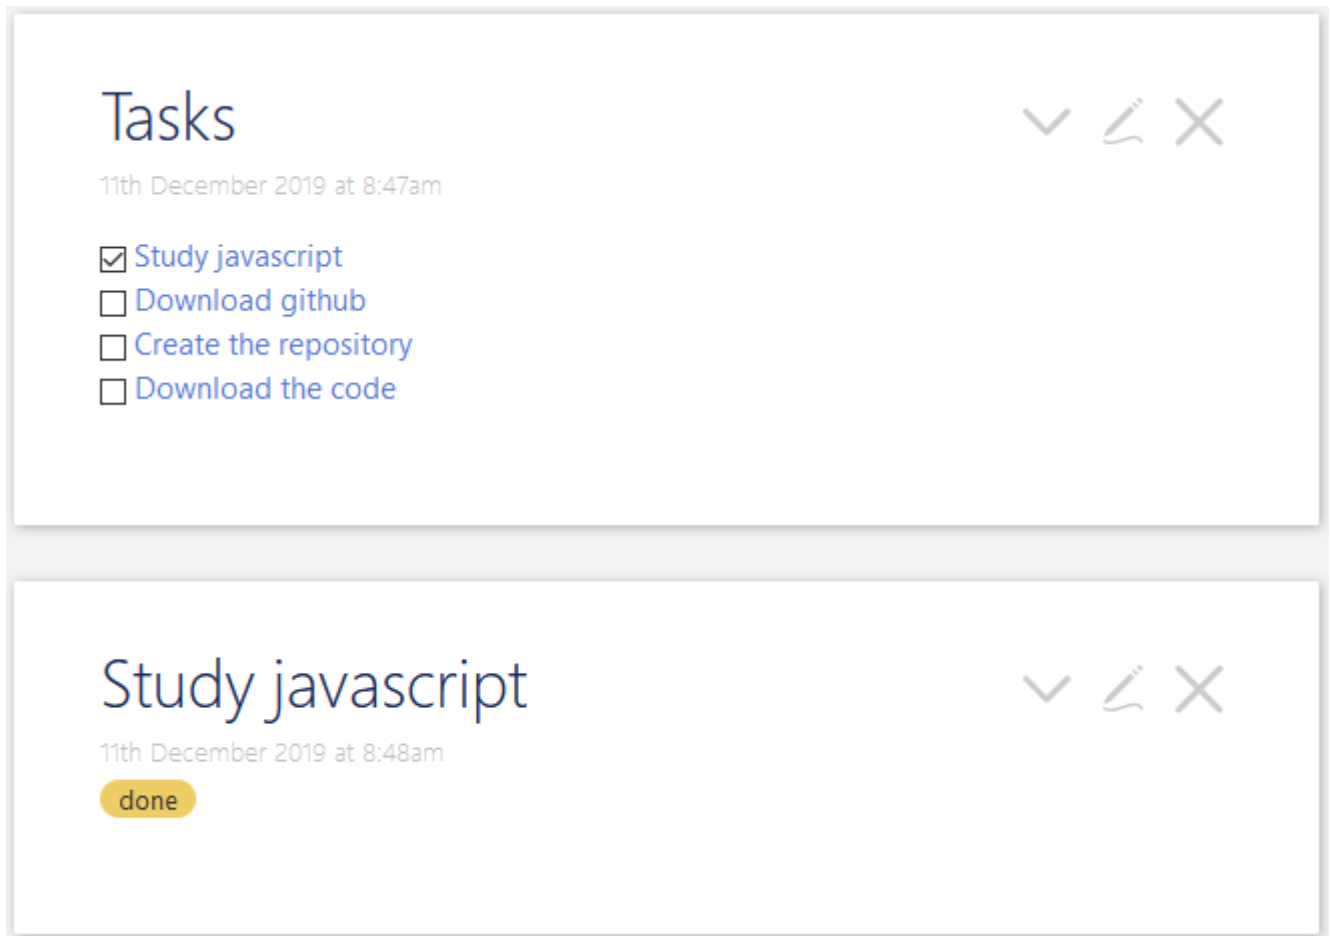 Tasks
11th December 2019 at 8:47am
Study javascript
Download github
Create the repository
Download the code
Study javascript
11th December 2019 at 8:48am
done